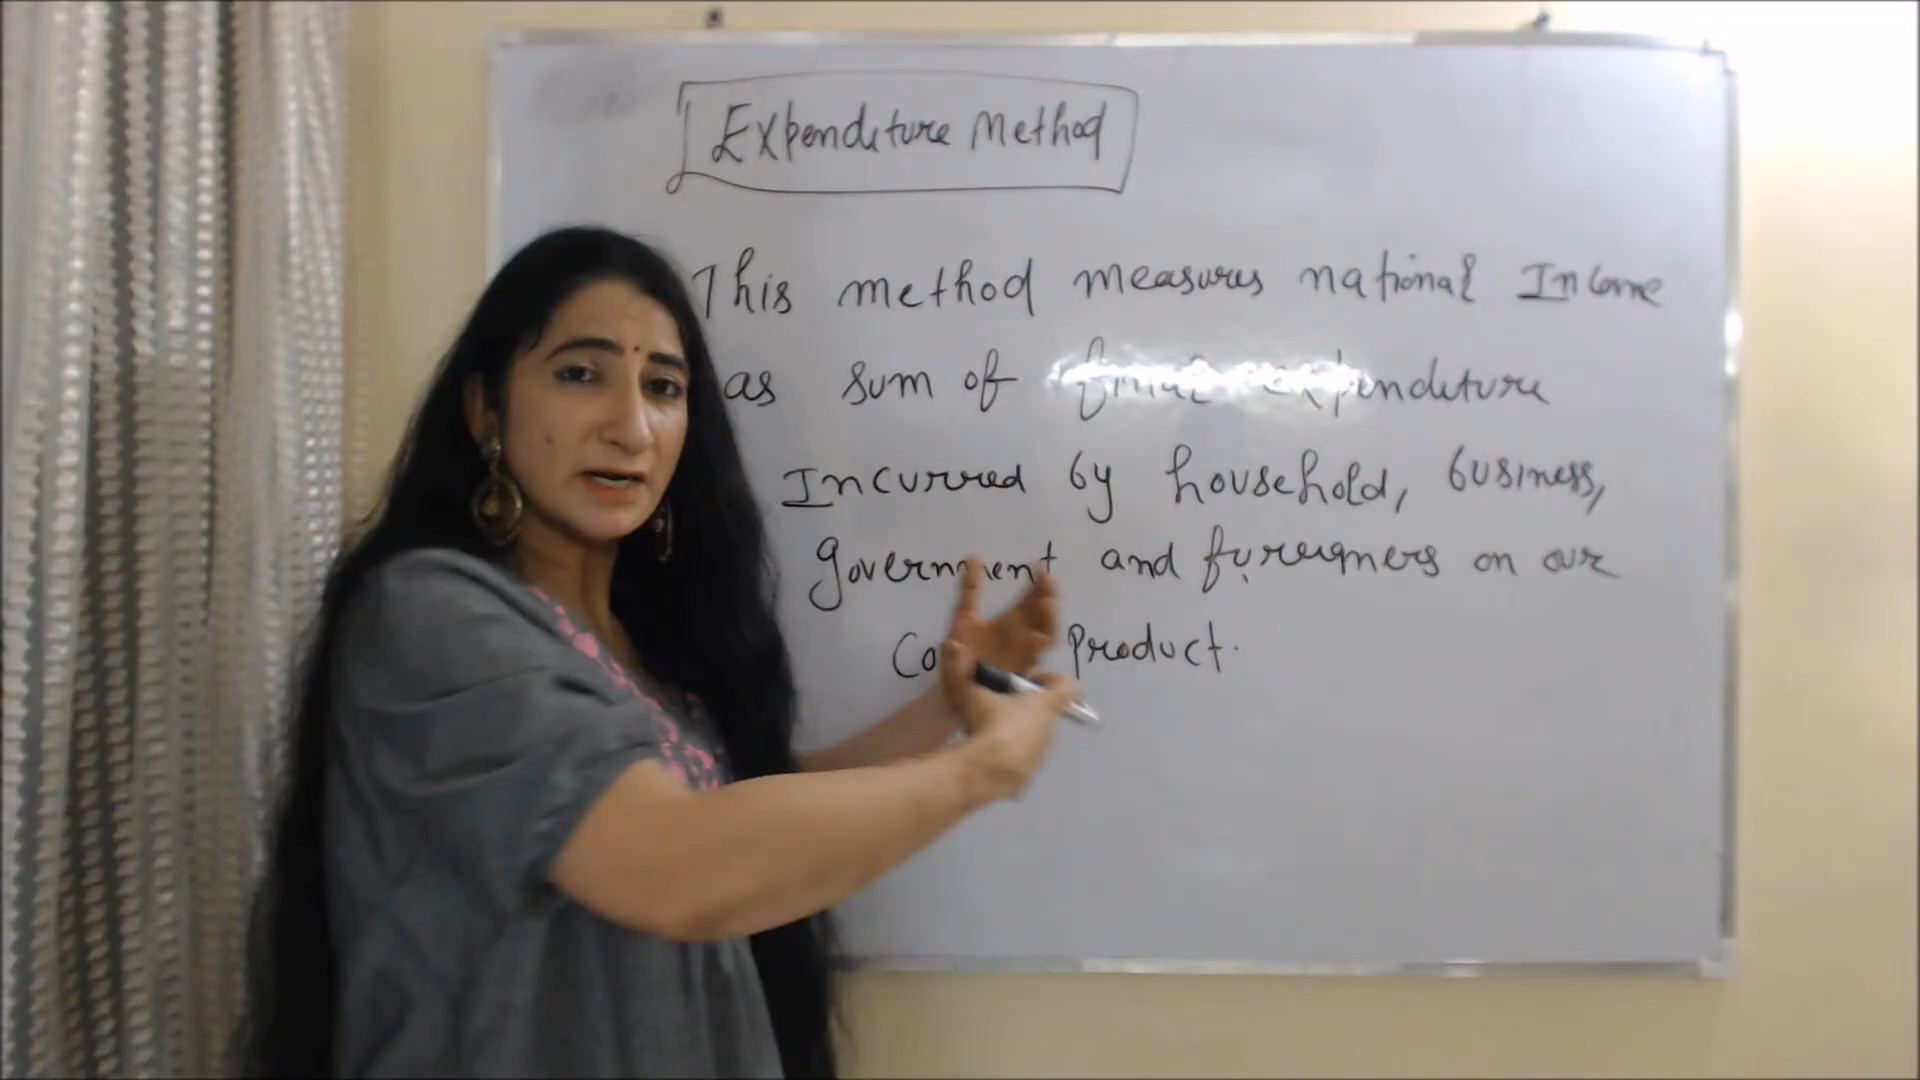 Expenditure Method
This method measures national Income
as sum of final expenditure
Incurred by household, business,
government and foreigners on our
product.